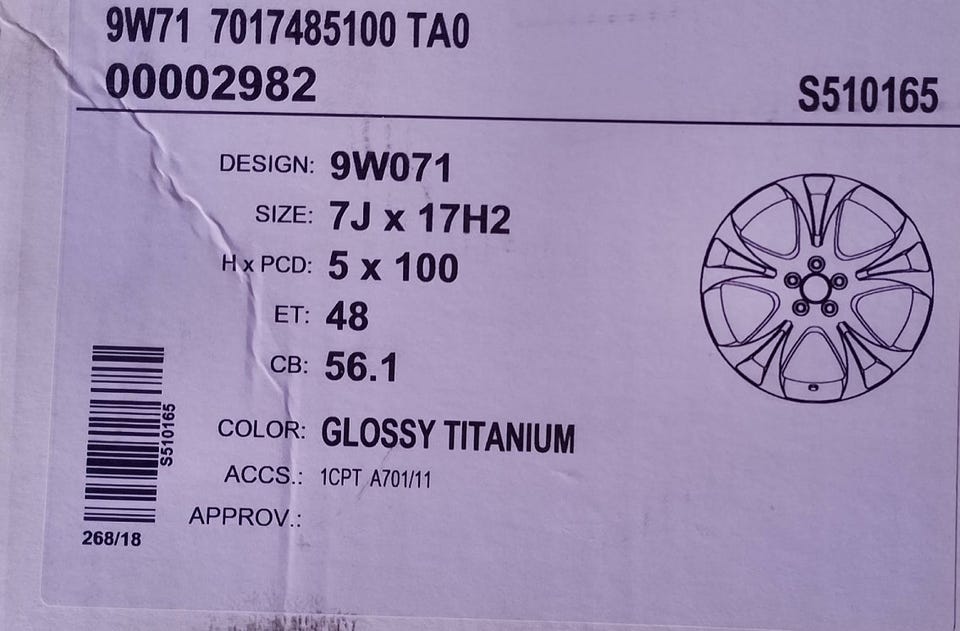 9W71 7017485100 TA0
00002982 S510165
DESIGN: 9W071
SIZE: 7J x 17H2
H x PCD: 5 x 100
ET: 48
CB: 56.1
COLOR: GLOSSY TITANIUM
ACCS.: 1CPT A701/11
APPROV.:
S510165
268/18